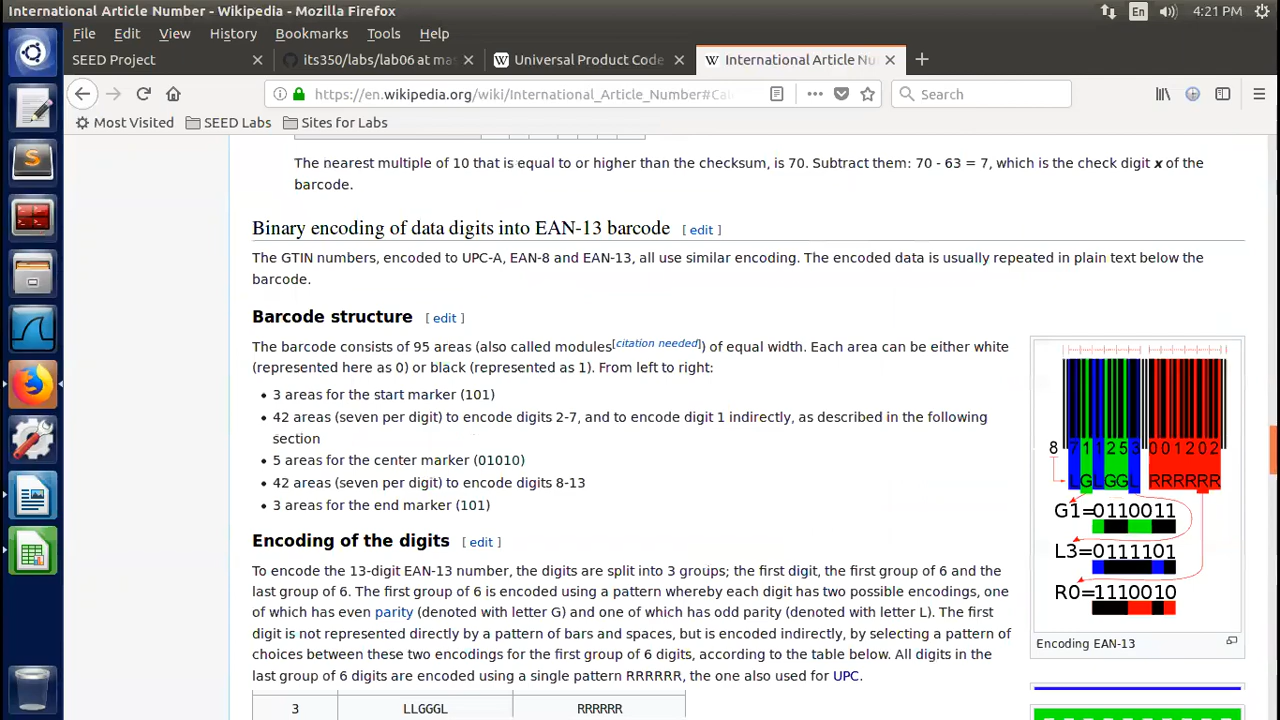 International Article Number - Wikipedia - Mozilla Firefox
En
4:21 PM
File Edit View History Bookmarks Tools Help
SEED Project
its350/labs/lab06 at mas
Universal Product Code
International Article Nu
https://en.wikipedia.org/wiki/International_Article_Number#Cal
Search
Most Visited SEED Labs Sites for Labs
The nearest multiple of 10 that is equal to or higher than the checksum, is 70. Subtract them: 70 - 63 = 7, which is the check digit x of the
barcode.
Binary encoding of data digits into EAN-13 barcode [ edit ]
The GTIN numbers, encoded to UPC-A, EAN-8 and EAN-13, all use similar encoding. The encoded data is usually repeated in plain text below the
barcode.
Barcode structure [ edit ]
The barcode consists of 95 areas (also called modules[citation needed]) of equal width. Each area can be either white
(represented here as 0) or black (represented as 1). From left to right:
• 3 areas for the start marker (101)
• 42 areas (seven per digit) to encode digits 2-7, and to encode digit 1 indirectly, as described in the following
section
• 5 areas for the center marker (01010)
• 42 areas (seven per digit) to encode digits 8-13
• 3 areas for the end marker (101)
8 711253 001202
LGLGGL RRRRRR
G1=0110011
L3=0111101
R0=1110010
Encoding EAN-13
Encoding of the digits [ edit ]
To encode the 13-digit EAN-13 number, the digits are split into 3 groups; the first digit, the first group of 6 and the
last group of 6. The first group of 6 is encoded using a pattern whereby each digit has two possible encodings, one
of which has even parity (denoted with letter G) and one of which has odd parity (denoted with letter L). The first
digit is not represented directly by a pattern of bars and spaces, but is encoded indirectly, by selecting a pattern of
choices between these two encodings for the first group of 6 digits, according to the table below. All digits in the
last group of 6 digits are encoded using a single pattern RRRRRR, the one also used for UPC.
3 LLGGGL RRRRRR